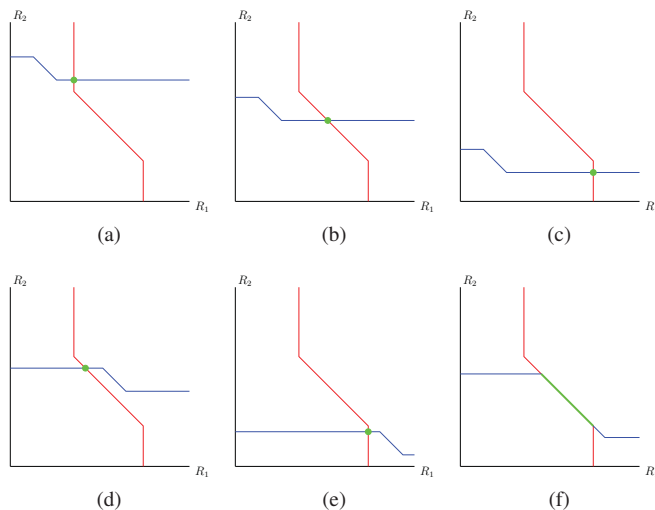 R₂ R₂ R₂
R₁ R₁ R
(a) (b) (c)
R₂ R₂ R₂
R₁ R₁ R
(d) (e) (f)